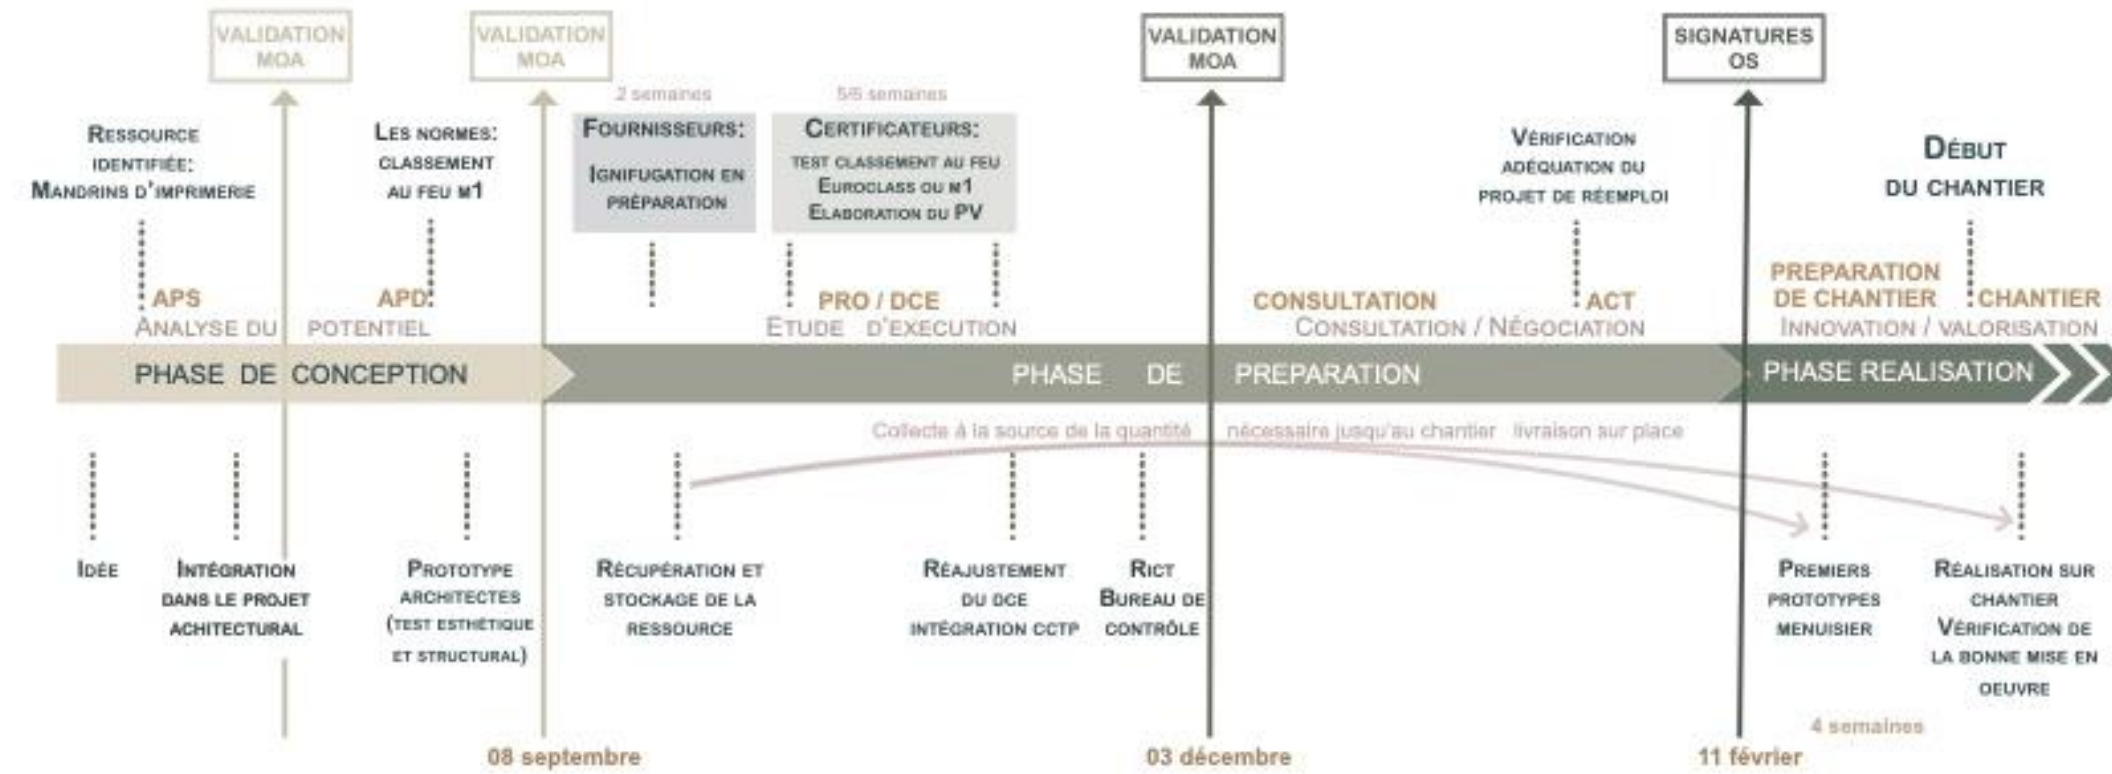 VALIDATION
MOA
VALIDATION
MOA
VALIDATION
MOA
SIGNATURES
OS
RESSOURCE
IDENTIFIÉE:
MANDRINS D'IMPRIMERIE
LES NORMES:
CLASSEMENT
AU FEU M1
2 semaines
FOURNISSEURS:
IGNIFUGATION EN
PRÉPARATION
5/6 semaines
CERTIFICATEURS:
TEST CLASSEMENT AU FEU
EUROCLASS OU M1
ELABORATION DU PV
VÉRIFICATION
ADÉQUATION DU
PROJET DE RÉEMPLOI
DÉBUT
DU CHANTIER
APS
APD
PRO / DCE
CONSULTATION
ACT
PREPARATION
DE CHANTIER
CHANTIER
ANALYSE DU POTENTIEL
ETUDE D'EXECUTION
CONSULTATION / NÉGOCIATION
INNOVATION / VALORISATION
PHASE DE CONCEPTION
PHASE DE PREPARATION
PHASE REALISATION
Collecte à la source de la quantité nécessaire jusqu'au chantier livraison sur place
IDÉE
INTÉGRATION
DANS LE PROJET
ACHITECTURAL
PROTOTYPE
ARCHITECTES
(TEST ESTHÉTIQUE
ET STRUCTURAL)
RÉCUPÉRATION ET
STOCKAGE DE LA
RESSOURCE
RÉAJUSTEMENT
DU DCE
INTÉGRATION CCTP
RICT
BUREAU DE
CONTRÔLE
PREMIERS
PROTOTYPES
MENUISIER
RÉALISATION SUR
CHANTIER
VÉRIFICATION DE
LA BONNE MISE EN
OEUVRE
4 semaines
08 septembre
03 décembre
11 février